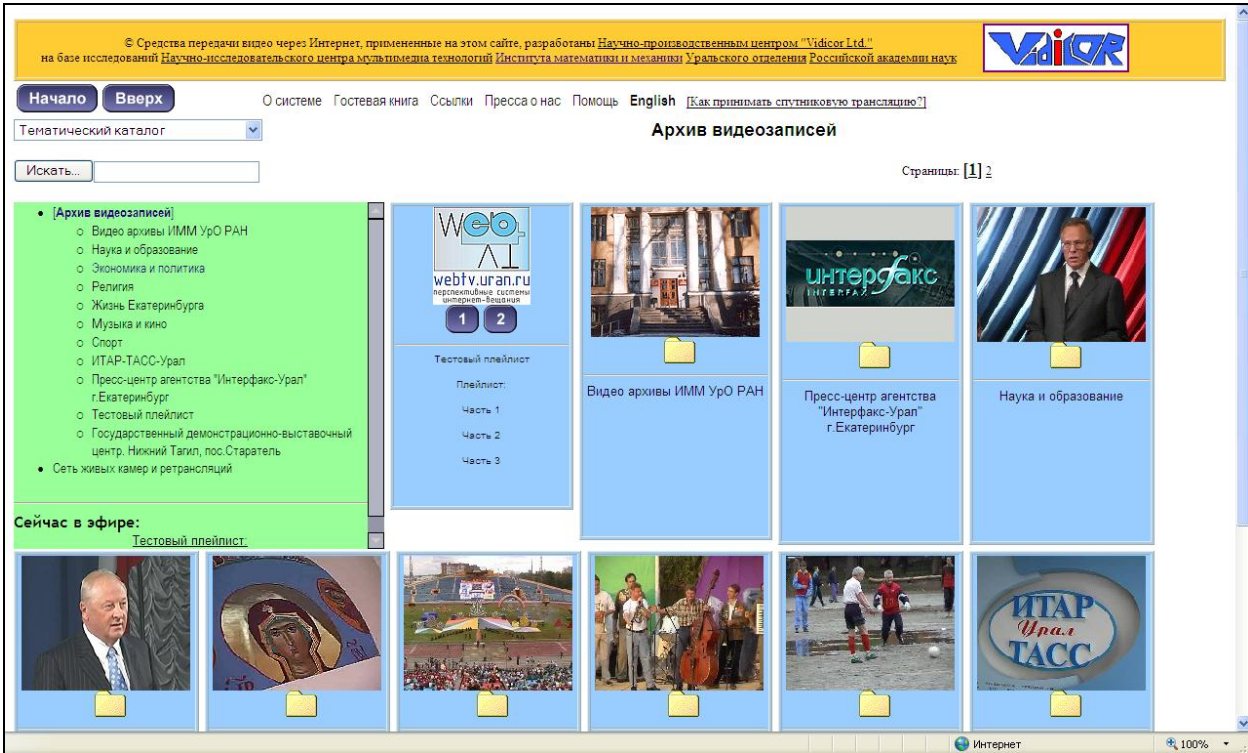 © Средства передачи видео через Интернет, примененные на этом сайте, разработаны Научно-производственным центром "Vidicor Ltd."
на базе исследований Научно-исследовательского центра мультимедиа технологий Института математики и механики Уральского отделения Российской академии наук
VidiCOR
Начало Вверх О системе Гостевая книга Ссылки Пресса о нас Помощь English [Как принимать спутниковую трансляцию?]
Тематический каталог
Архив видеозаписей
Искать...
Страницы: [1] 2
[Архив видеозаписей]
Видео архивы ИММ УрО РАН
Наука и образование
Экономика и политика
Религия
Жизнь Екатеринбурга
Музыка и кино
Спорт
ИТАР-ТАСС-Урал
Пресс-центр агентства "Интерфакс-Урал"
г.Екатеринбург
Тестовый плейлист
Государственный демонстрационно-выставочный
центр. Нижний Тагил, пос.Старатель
Сеть живых камер и ретрансляций
Сейчас в эфире:
Тестовый плейлист:
WEB
webtv.uran.ru
перспективные системы
интернет-вещания
1 2
Тестовый плейлист
Плейлист:
Часть 1
Часть 2
Часть 3
Видео архивы ИММ УрО РАН
интерфакс
INTERFAX
Пресс-центр агентства
"Интерфакс-Урал"
г.Екатеринбург
Наука и образование
ИТАР
Урал
ТАСС
Интернет
100%